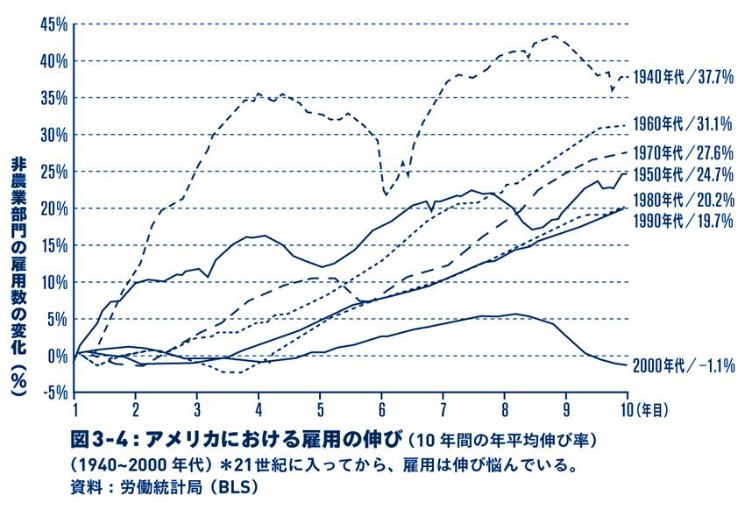 45%
40%
35%
30%
25%
20%
15%
10%
5%
0%
-5%
非農業部門の雇用数の変化(%)
1940年代/37.7%
1960年代/31.1%
1970年代/27.6%
1950年代/24.7%
1980年代/20.2%
1990年代/19.7%
2000年代/-1.1%
1 2 3 4 5 6 7 8 9 10(年目)
図3-4:アメリカにおける雇用の伸び(10年間の年平均伸び率)
(1940~2000年代)*21世紀に入ってから、雇用は伸び悩んでいる。
資料:労働統計局(BLS)